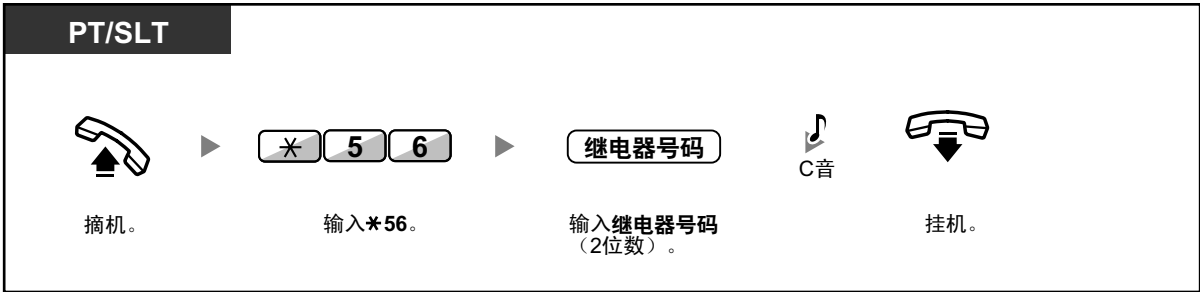 PT/SLT
✳ 5 6
继电器号码
C音
摘机。
输入✳56。
输入继电器号码
（2位数）。
挂机。